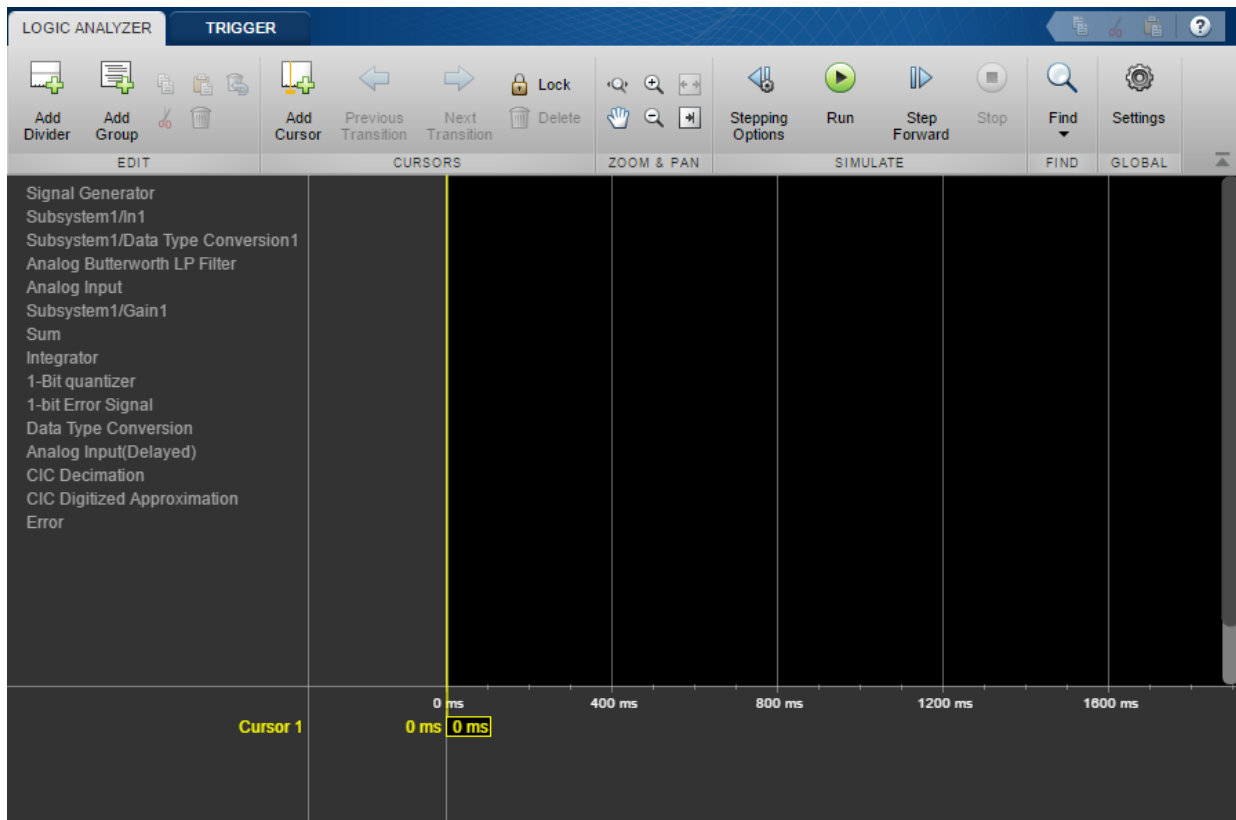 LOGIC ANALYZER TRIGGER ?
Add Divider
Add Group
Add Cursor
Previous Transition
Next Transition
Lock
Delete
Stepping Options
Run
Step Forward
Stop
Find
Settings
EDIT CURSORS ZOOM & PAN SIMULATE FIND GLOBAL
Signal Generator
Subsystem1/In1
Subsystem1/Data Type Conversion1
Analog Butterworth LP Filter
Analog Input
Subsystem1/Gain1
Sum
Integrator
1-Bit quantizer
1-bit Error Signal
Data Type Conversion
Analog Input(Delayed)
CIC Decimation
CIC Digitized Approximation
Error
0 ms 400 ms 800 ms 1200 ms 1600 ms
Cursor 1 0 ms 0 ms